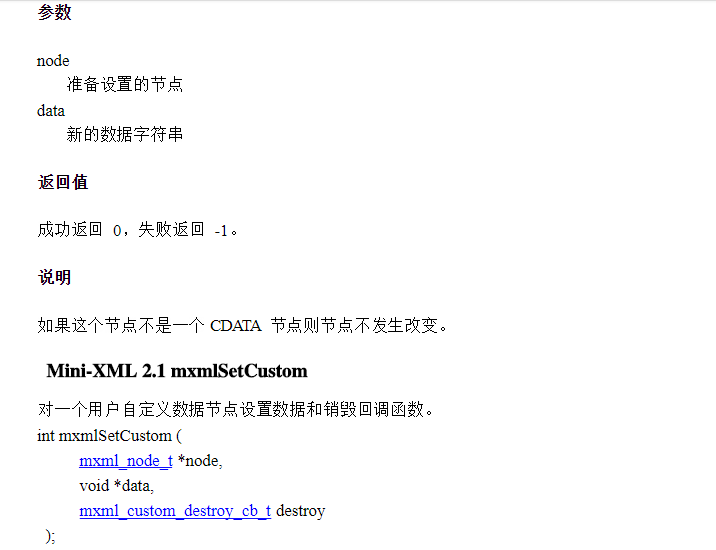 参数
node
准备设置的节点
data
新的数据字符串
返回值
成功返回 0，失败返回 -1。
说明
如果这个节点不是一个 CDATA 节点则节点不发生改变。
Mini-XML 2.1 mxmlSetCustom
对一个用户自定义数据节点设置数据和销毁回调函数。
int mxmlSetCustom (
mxml_node_t *node,
void *data,
mxml_custom_destroy_cb_t destroy
);